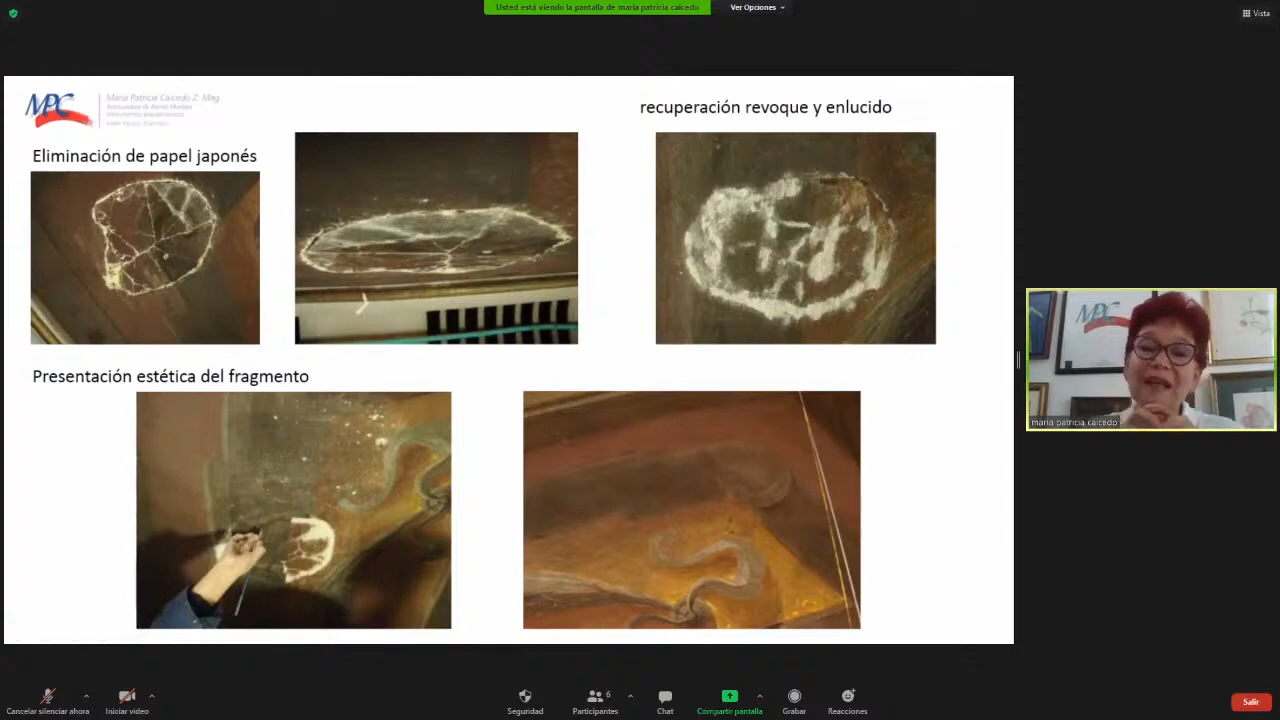 Usted está viendo la pantalla de maria patricia caicedo
Ver Opciones
Vista
MPC
Maria Patricia Caicedo Z. Mag.
recuperación revoque y enlucido
Eliminación de papel japonés
Presentación estética del fragmento
MPC
maria patricia caicedo
Cancelar silenciar ahora
Iniciar video
Seguridad
Participantes
6
Chat
Compartir pantalla
Grabar
Reacciones
Salir